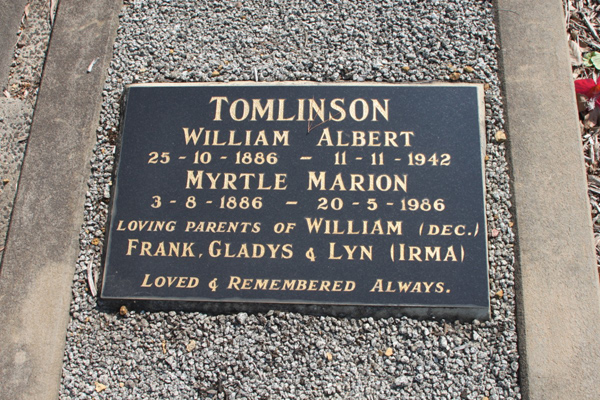 TOMLINSON
WILLIAM ALBERT
25-10-1886 - 11-11-1942
MYRTLE MARION
3-8-1886 - 20-5-1986
LOVING PARENTS OF WILLIAM (DEC.)
FRANK, GLADYS & LYN (IRMA)
LOVED & REMEMBERED ALWAYS.